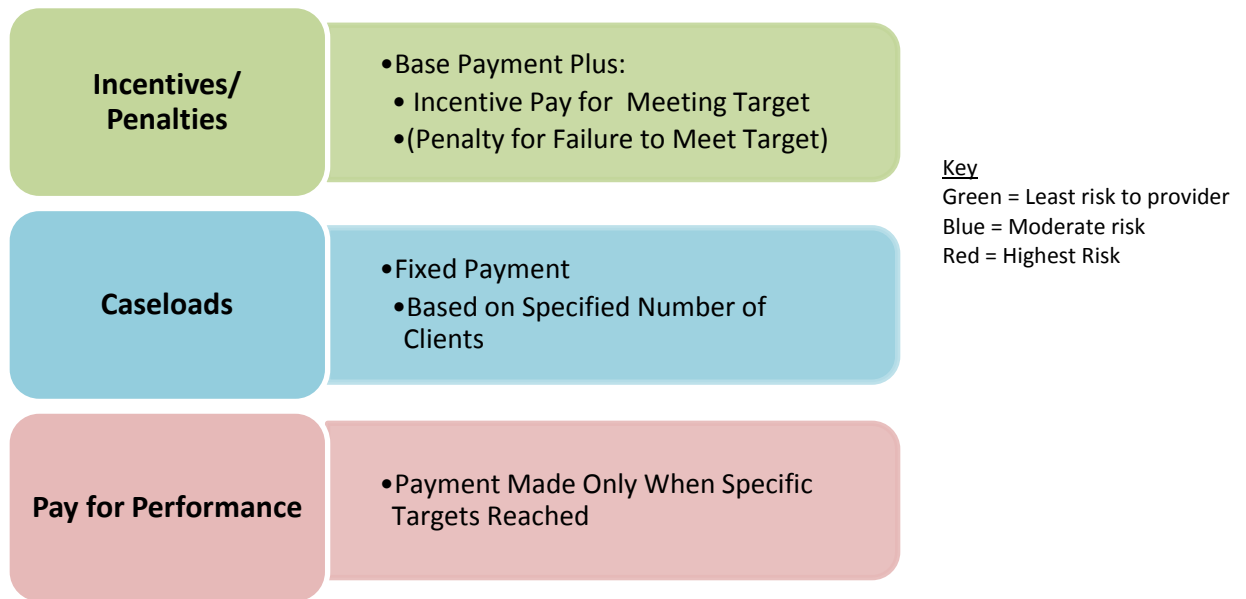 Incentives/
Penalties
•Base Payment Plus:
• Incentive Pay for  Meeting Target
•(Penalty for Failure to Meet Target)
Key
Green = Least risk to provider
Blue = Moderate risk
Red = Highest Risk
Caseloads
•Fixed Payment
•Based on Specified Number of
Clients
Pay for Performance
•Payment Made Only When Specific
Targets Reached